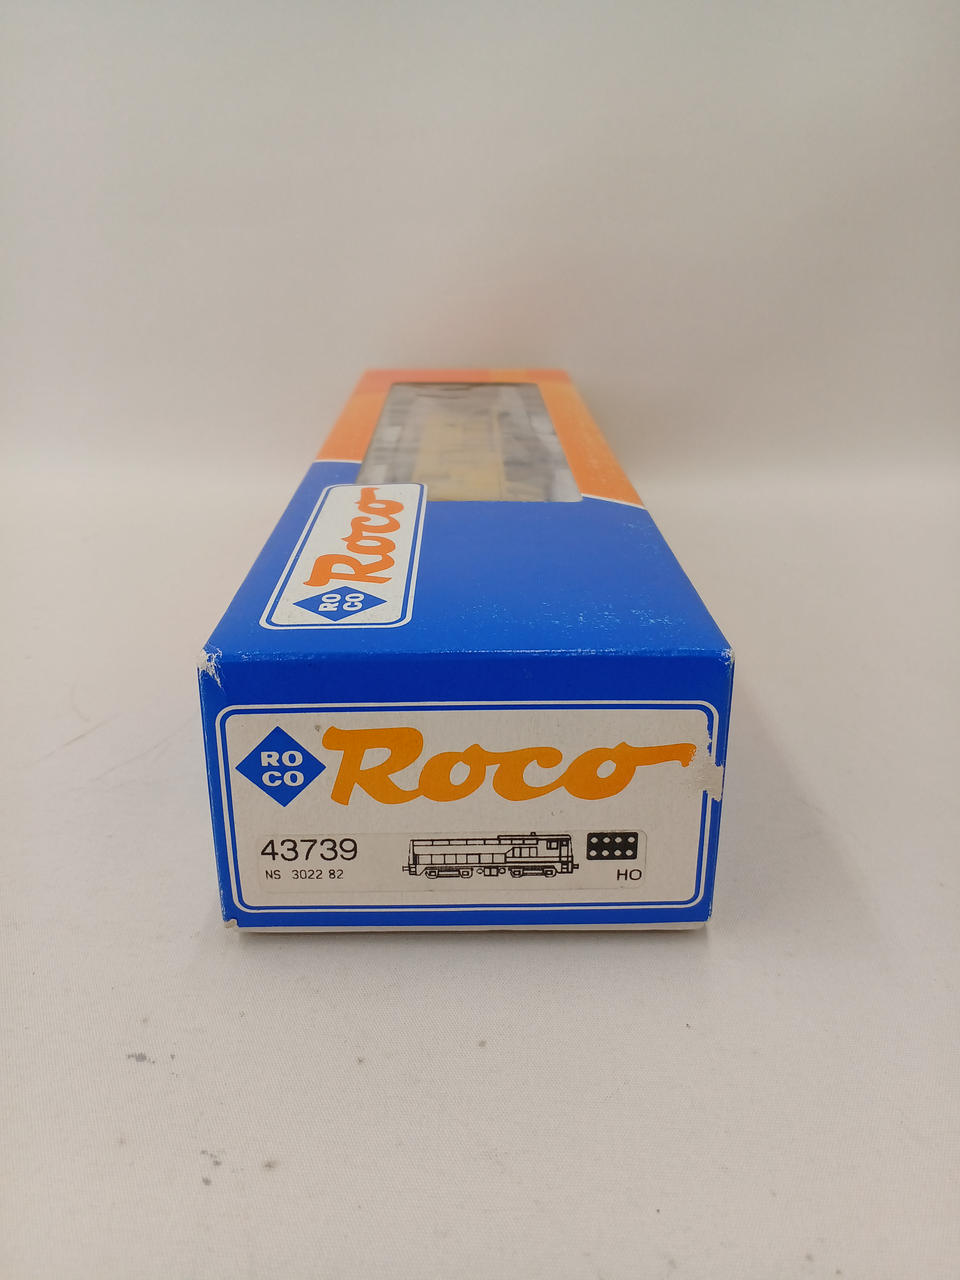 Roco
RO
CO
RO
CO
Roco
43739
NS 3022 82
HO